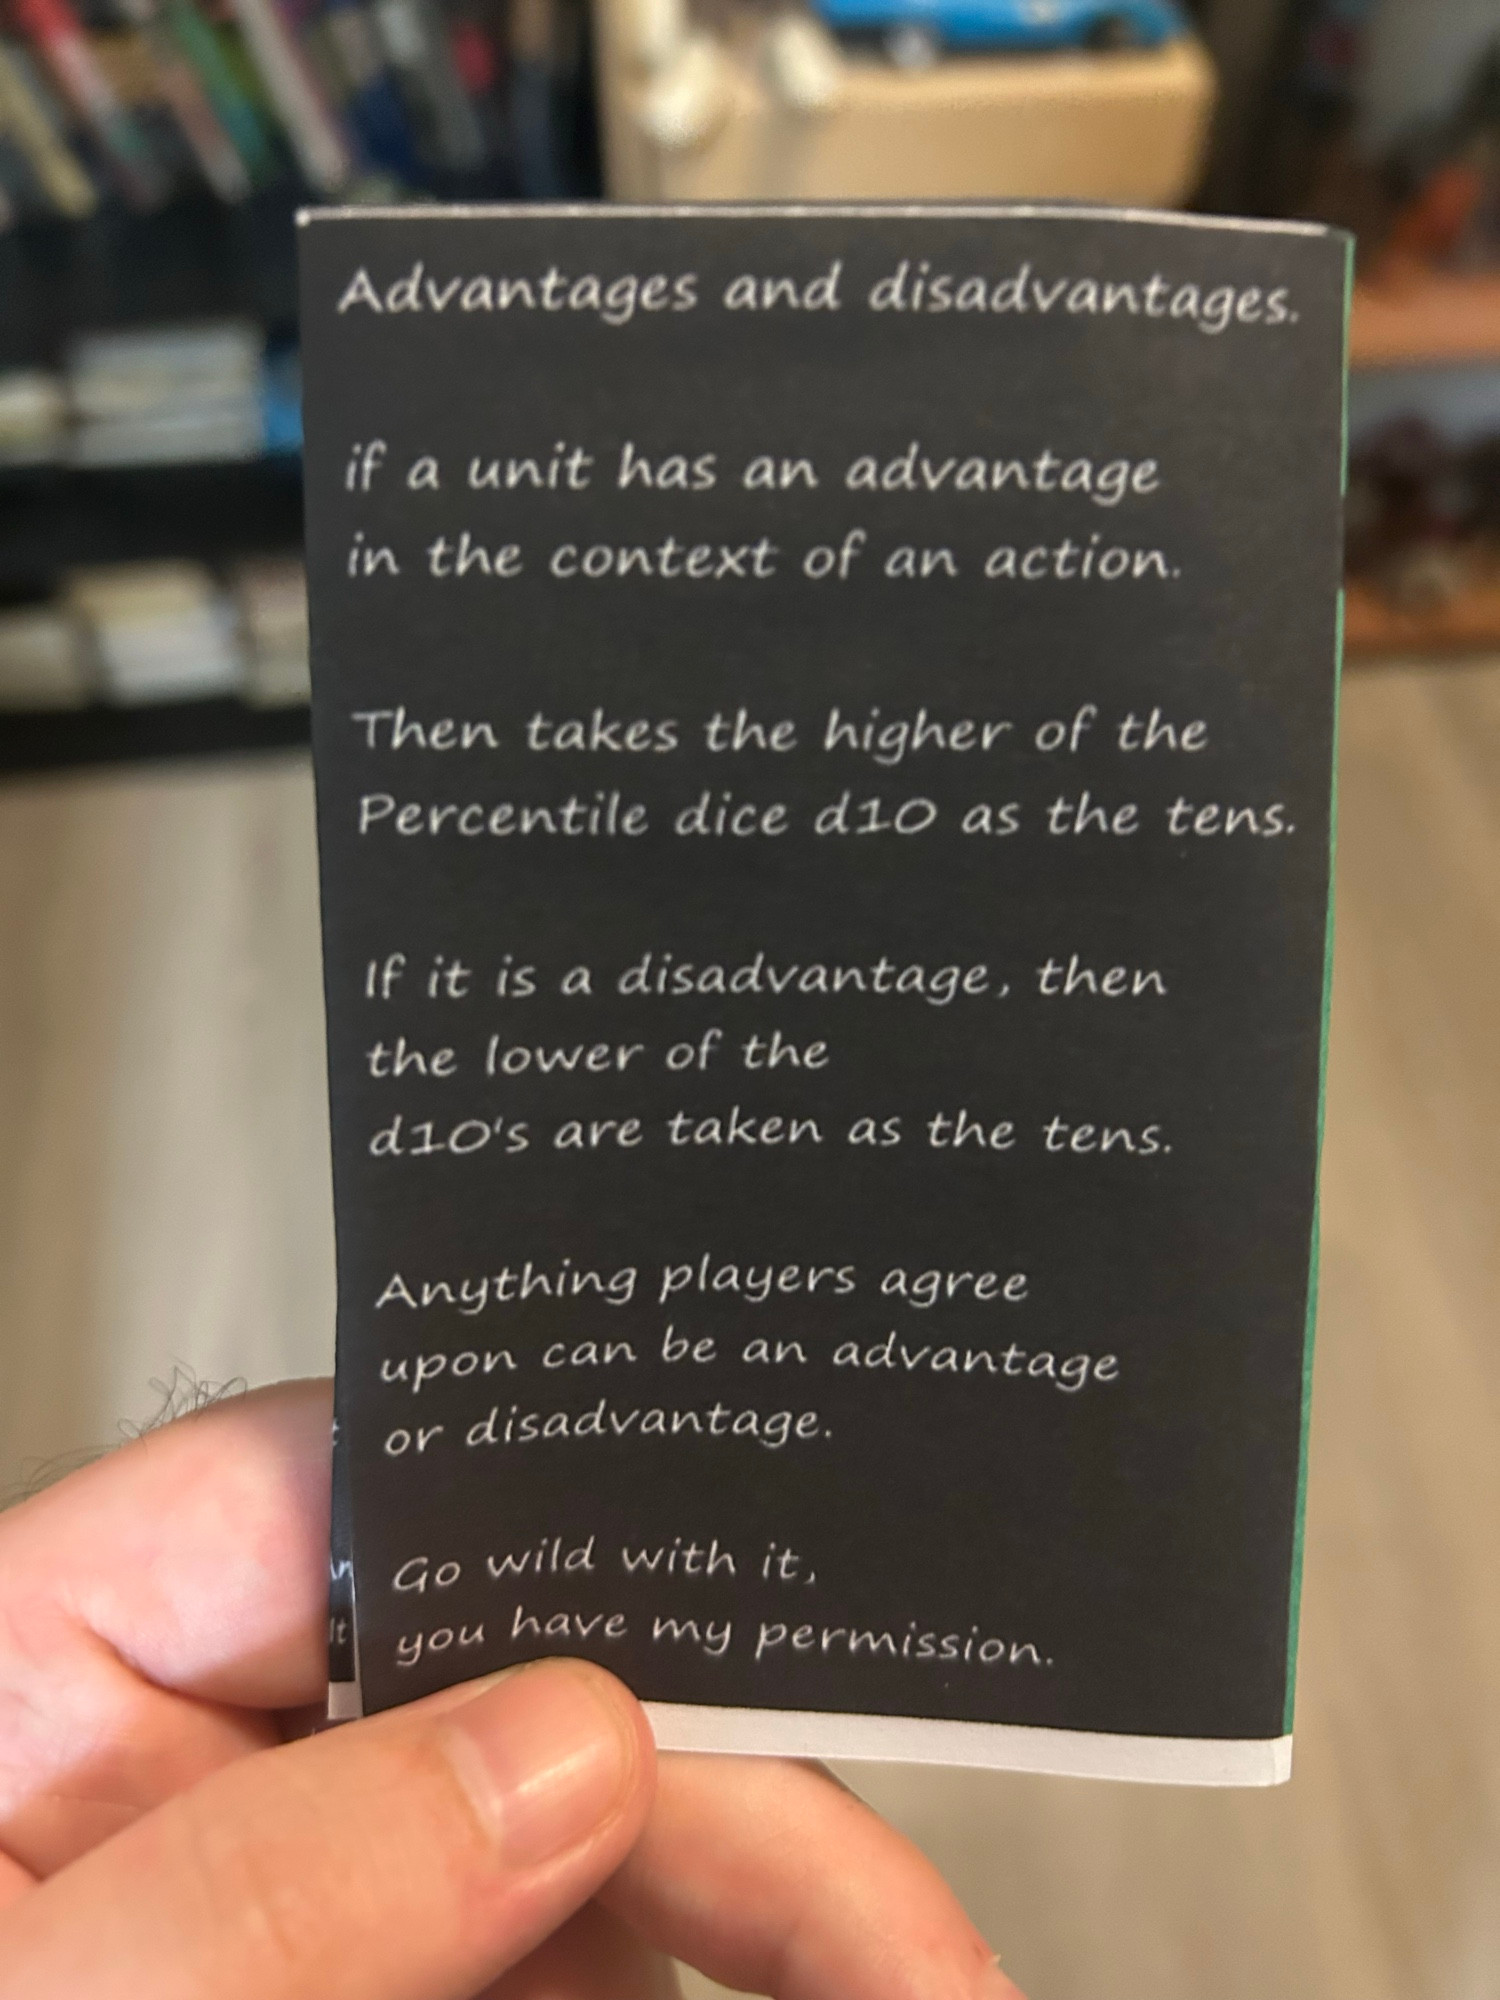 Advantages and disadvantages.
if a unit has an advantage
in the context of an action.
Then takes the higher of the
Percentile dice d10 as the tens.
If it is a disadvantage, then
the lower of the
d10's are taken as the tens.
Anything players agree
upon can be an advantage
or disadvantage.
Go wild with it,
you have my permission.